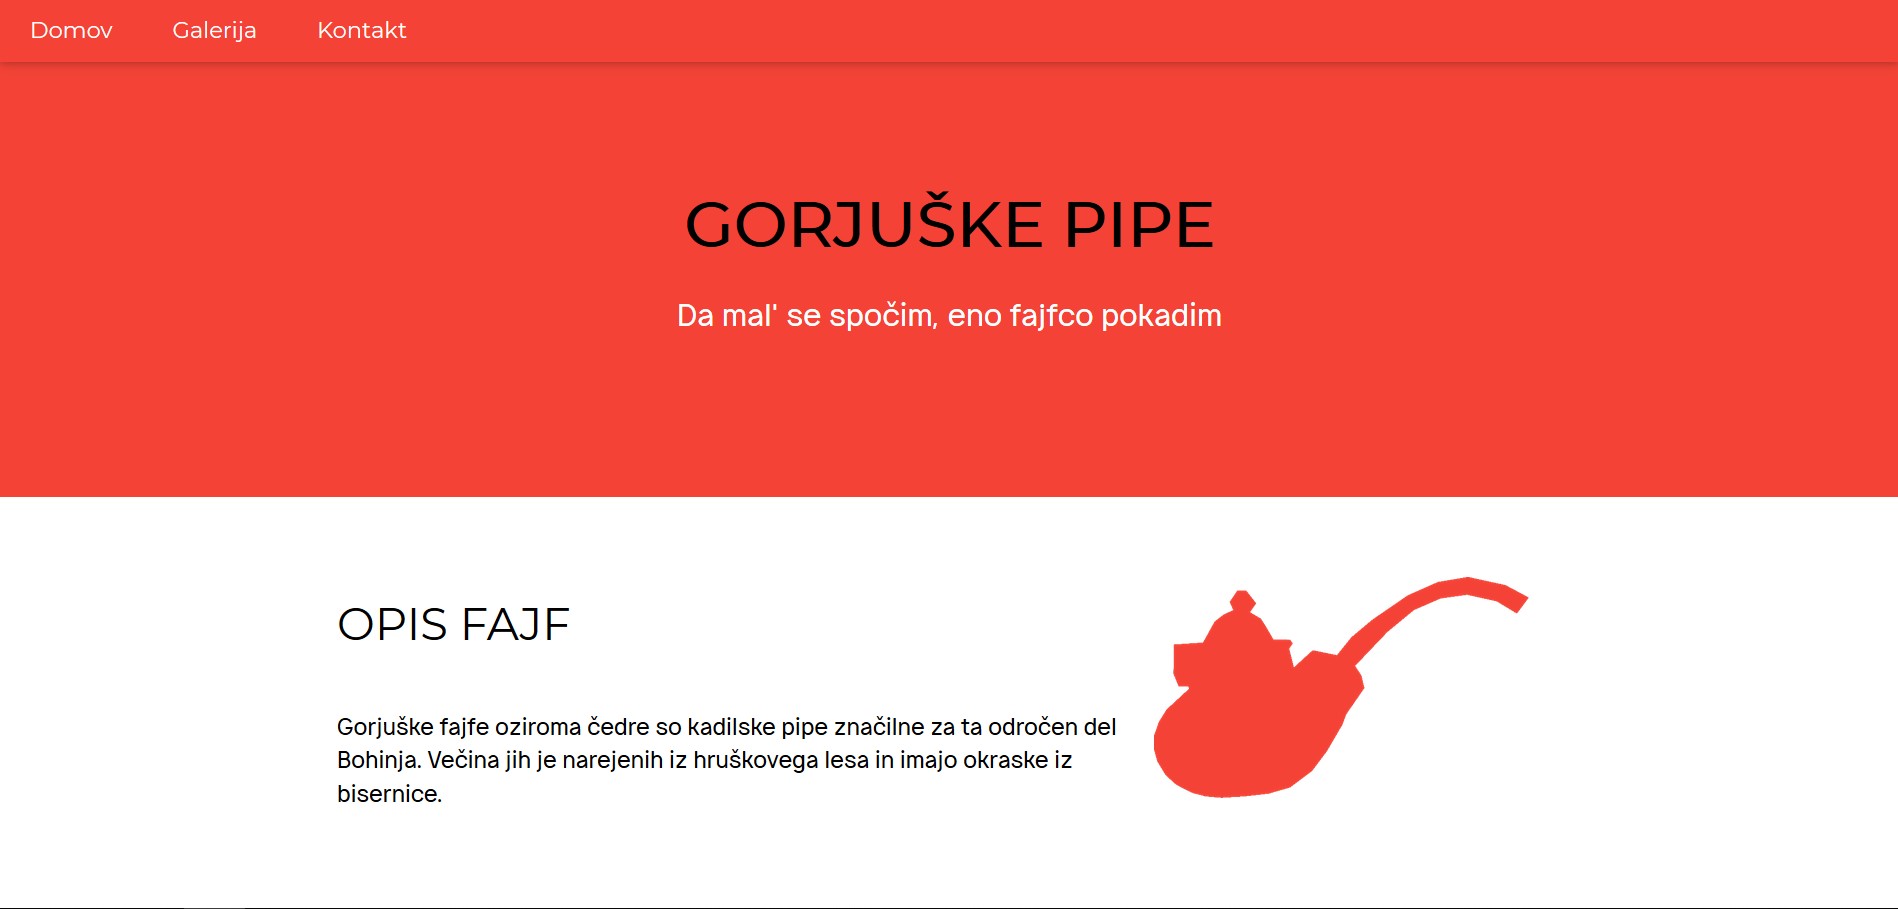 Domov Galerija Kontakt
GORJUŠKE PIPE
Da mal' se spočim, eno fajfco pokadim
OPIS FAJF
Gorjuške fajfe oziroma čedre so kadilske pipe značilne za ta odročen del
Bohinja. Večina jih je narejenih iz hruškovega lesa in imajo okraske iz
bisernice.